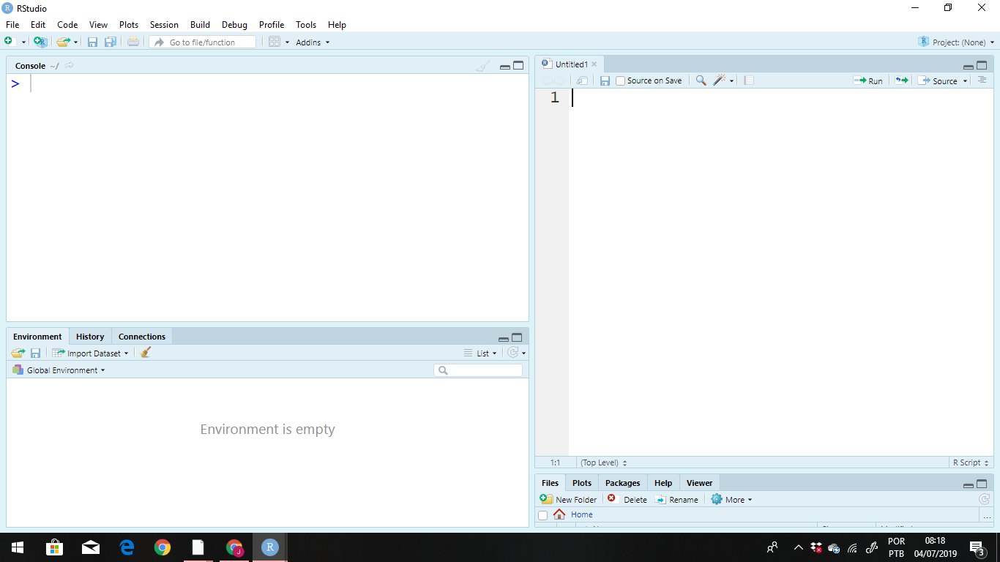 RStudio
File Edit Code View Plots Session Build Debug Profile Tools Help
Go to file/function Addins Project: (None)
Console ~/
>
Untitled1
Source on Save Run Source
1
1:1 (Top Level) R Script
Environment History Connections
Import Dataset List
Global Environment
Environment is empty
Files Plots Packages Help Viewer
New Folder Delete Rename More
Home ...
POR 08:18
PTB 04/07/2019 3